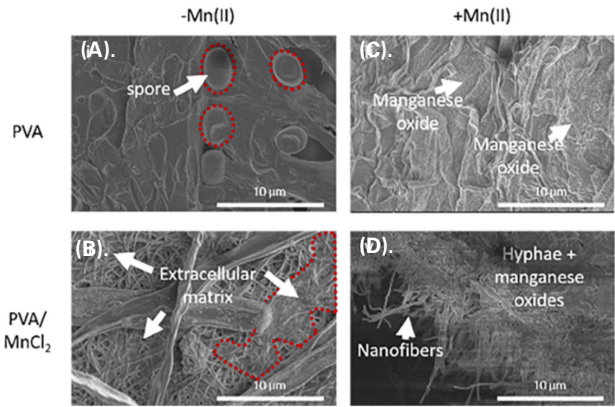 -Mn(II)
+Mn(II)
(A).
spore
10 µm
(C).
Manganese
oxide
Manganese
oxide
10 µm
PVA
(B).
Extracellular
matrix
10 µm
(D).
Hyphae +
manganese
oxides
Nanofibers
10 µm
PVA/
MnCl2